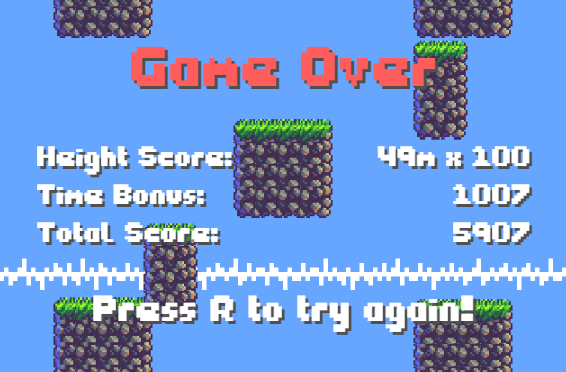 Game Over
Height Score: 49m x 100
Time Bonus: 1007
Total Score: 5907
Press R to try again!